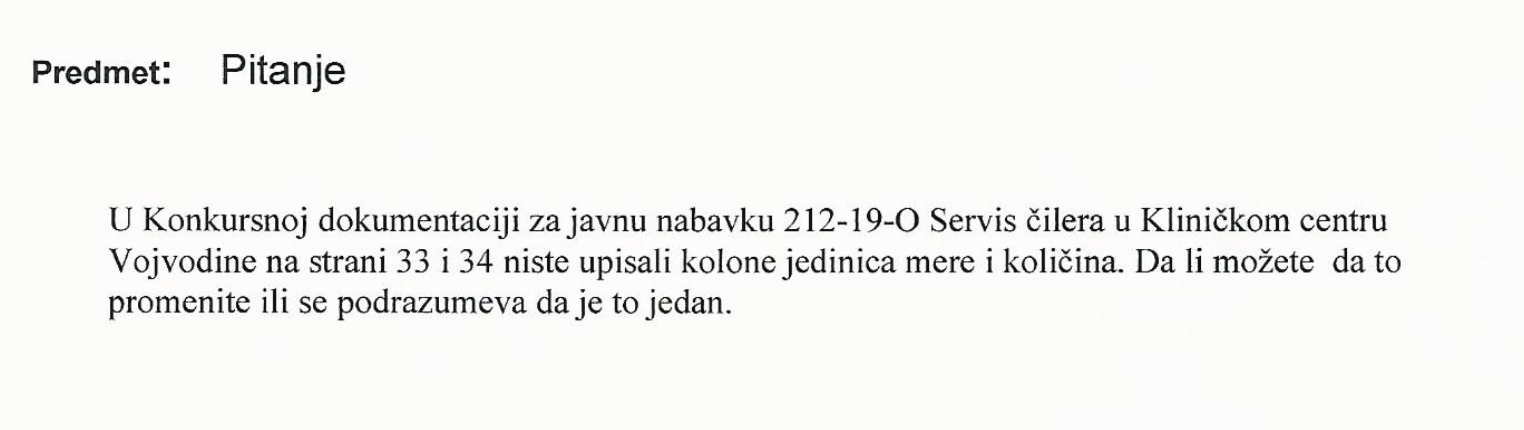 Predmet: Pitanje
U Konkursnoj dokumentaciji za javnu nabavku 212-19-O Servis čilera u Kliničkom centru
Vojvodine na strani 33 i 34 niste upisali kolone jedinica mere i količina. Da li možete  da to
promenite ili se podrazumeva da je to jedan.